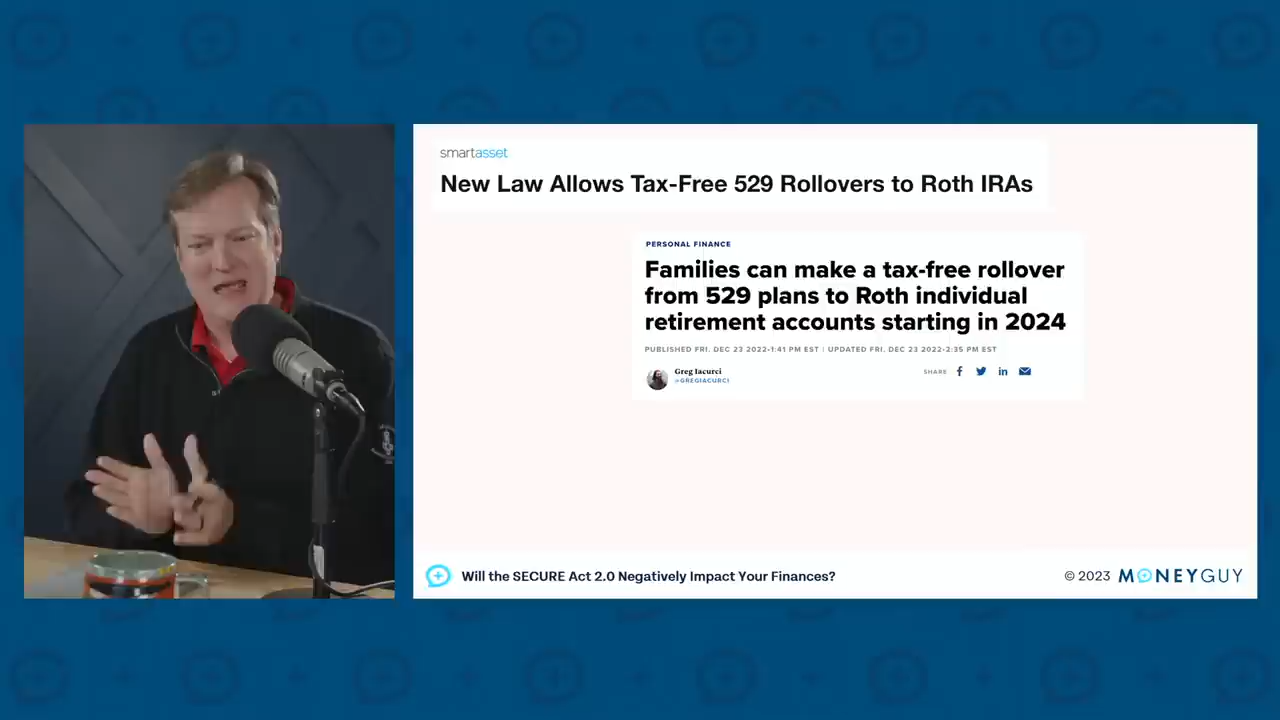 smartasset
New Law Allows Tax-Free 529 Rollovers to Roth IRAs
PERSONAL FINANCE
Families can make a tax-free rollover
from 529 plans to Roth individual
retirement accounts starting in 2024
PUBLISHED FRI, DEC 23 2022•1:41 PM EST | UPDATED FRI, DEC 23 2022•2:35 PM EST
Greg Iacurci
@GREGIACURCI
SHARE
Will the SECURE Act 2.0 Negatively Impact Your Finances?
© 2023 MONEYGUY